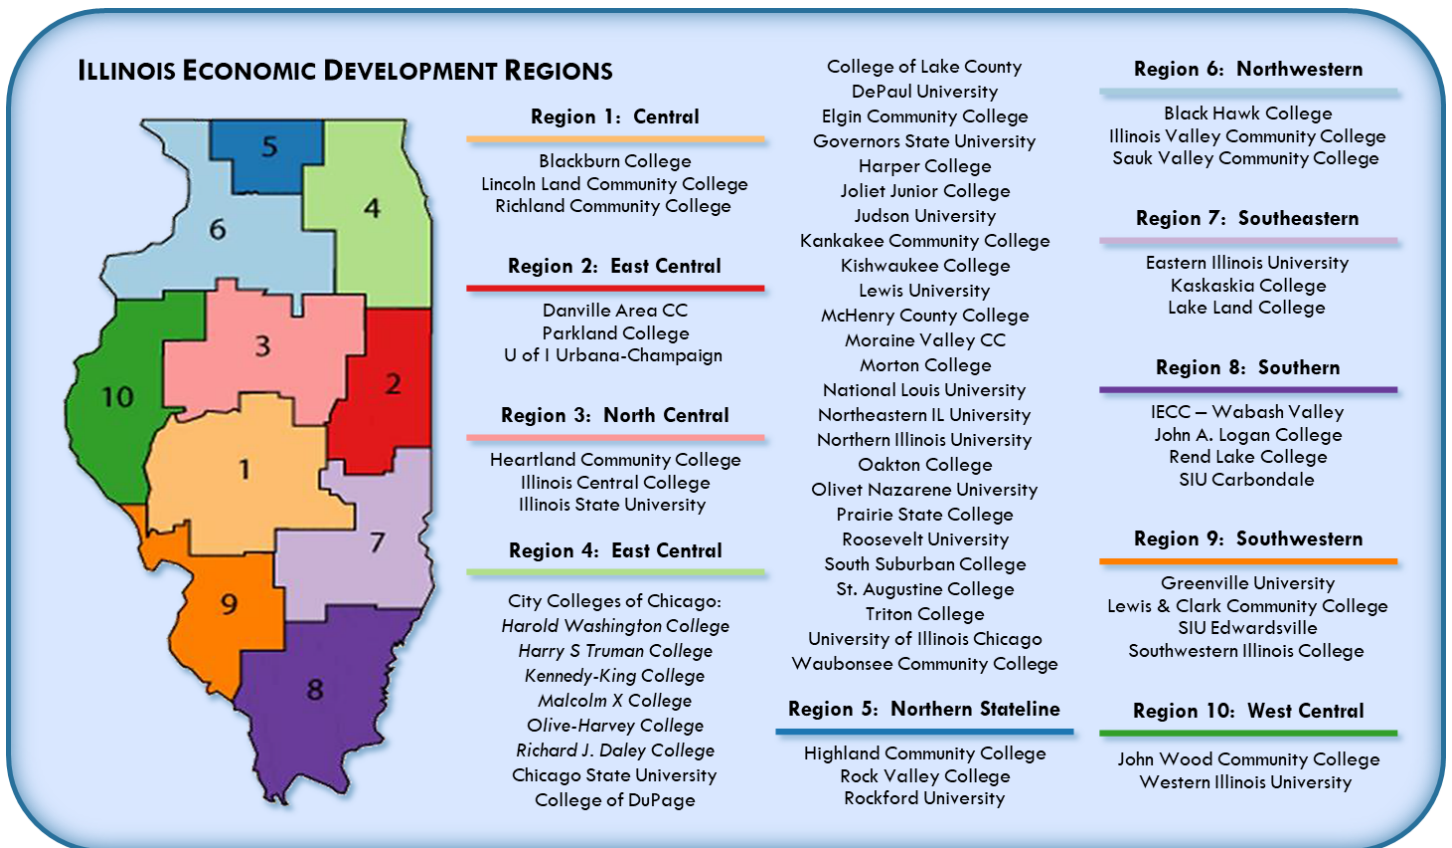 ILLINOIS ECONOMIC DEVELOPMENT REGIONS
5
4
6
3
10
2
1
7
9
8
Region 1: Central
Blackburn College
Lincoln Land Community College
Richland Community College
Region 2: East Central
Danville Area CC
Parkland College
U of I Urbana-Champaign
Region 3: North Central
Heartland Community College
Illinois Central College
Illinois State University
Region 4: East Central
City Colleges of Chicago:
Harold Washington College
Harry S Truman College
Kennedy-King College
Malcolm X College
Olive-Harvey College
Richard J. Daley College
Chicago State University
College of DuPage
College of Lake County
DePaul University
Elgin Community College
Governors State University
Harper College
Joliet Junior College
Judson University
Kankakee Community College
Kishwaukee College
Lewis University
McHenry County College
Moraine Valley CC
Morton College
National Louis University
Northeastern IL University
Northern Illinois University
Oakton College
Olivet Nazarene University
Prairie State College
Roosevelt University
South Suburban College
St. Augustine College
Triton College
University of Illinois Chicago
Waubonsee Community College
Region 5: Northern Stateline
Highland Community College
Rock Valley College
Rockford University
Region 6: Northwestern
Black Hawk College
Illinois Valley Community College
Sauk Valley Community College
Region 7: Southeastern
Eastern Illinois University
Kaskaskia College
Lake Land College
Region 8: Southern
IECC – Wabash Valley
John A. Logan College
Rend Lake College
SIU Carbondale
Region 9: Southwestern
Greenville University
Lewis & Clark Community College
SIU Edwardsville
Southwestern Illinois College
Region 10: West Central
John Wood Community College
Western Illinois University